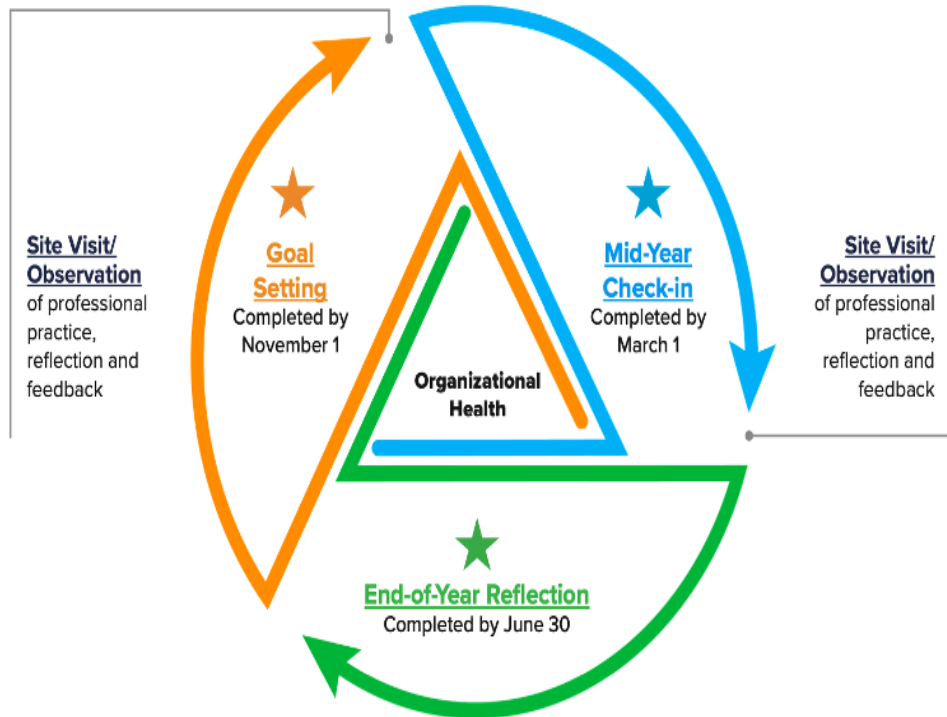 Site Visit/
Observation
of professional
practice,
reflection and
feedback
Goal
Setting
Completed by
November 1
Mid-Year
Check-in
Completed by
March 1
Site Visit/
Observation
of professional
practice,
reflection and
feedback
Organizational
Health
End-of-Year Reflection
Completed by June 30